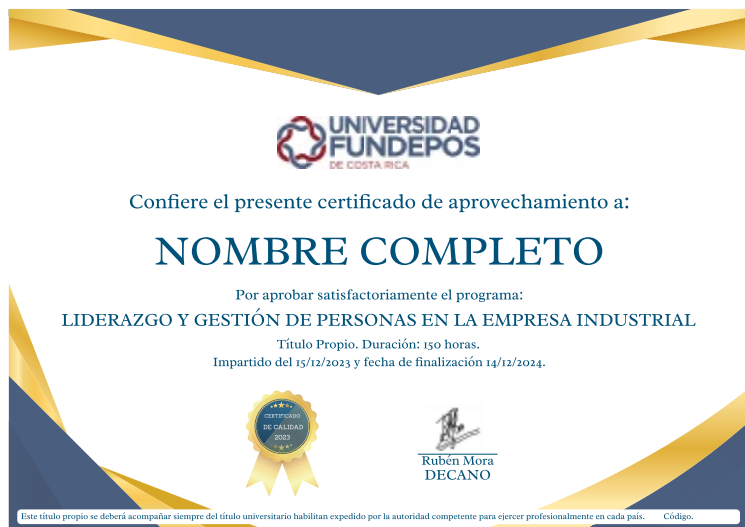 UNIVERSIDAD
FUNDEPOS
DE COSTA RICA
Confiere el presente certificado de aprovechamiento a:
NOMBRE COMPLETO
Por aprobar satisfactoriamente el programa:
LIDERAZGO Y GESTIÓN DE PERSONAS EN LA EMPRESA INDUSTRIAL
Título Propio. Duración: 150 horas.
Impartido del 15/12/2023 y fecha de finalización 14/12/2024.
CERTIFICADO
DE CALIDAD
2023
Rubén Mora
DECANO
Este título propio se deberá acompañar siempre del título universitario habilitan expedido por la autoridad competente para ejercer profesionalmente en cada país. Código.